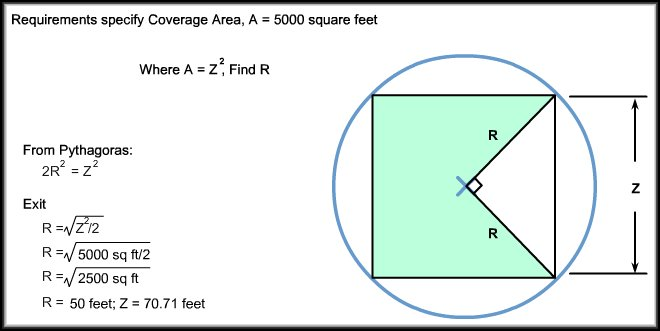 Requirements specify Coverage Area, A = 5000 square feet
Where A = Z², Find R
From Pythagoras:
2R² = Z²
Exit
R =√Z²/2
R =√5000 sq ft/2
R =√2500 sq ft
R = 50 feet; Z = 70.71 feet
R
R
Z